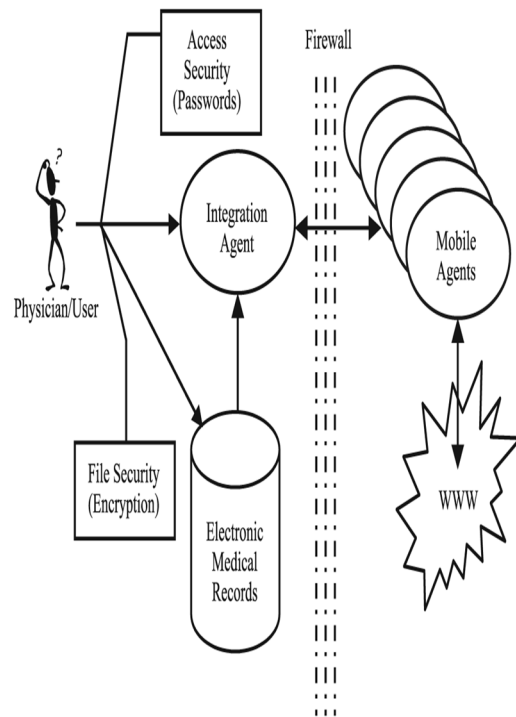 Access
Security
(Passwords)
Firewall
?
Integration
Agent
Mobile
Agents
Physician/User
File Security
(Encryption)
WWW
Electronic
Medical
Records